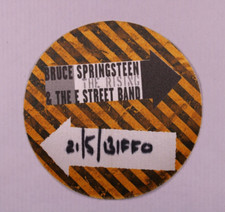 BRUCE SPRINGSTEEN
THE RISING
& THE E STREET BAND
21/5/BIFFO